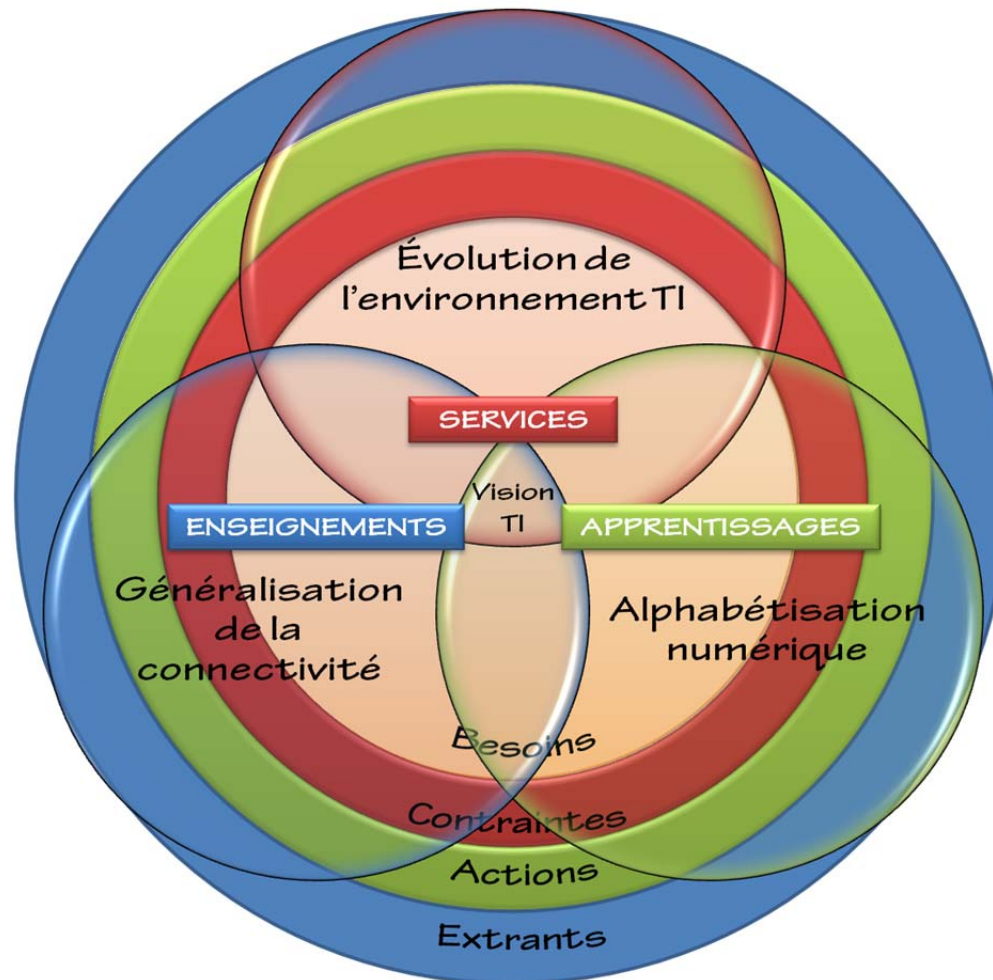 Évolution de
l'environnement TI
SERVICES
Vision
TI
ENSEIGNEMENTS
APPRENTISSAGES
Généralisation
de la
connectivité
Alphabétisation
numérique
Besoins
Contraintes
Actions
Extrants